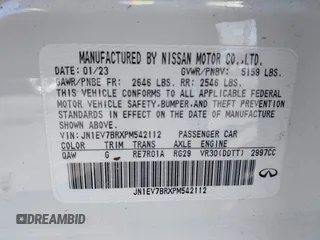 MANUFACTURED BY NISSAN MOTOR CO.,LTD.
DATE: 01/23 GVWR/PNBV: 5159 LBS.
GAWR/PNBE FR: 2646 LBS. RR: 2546 LBS.
THIS VEHICLE CONFORMS TO ALL APPLICABLE
FEDERAL MOTOR VEHICLE SAFETY,BUMPER,AND THEFT
PREVENTION STANDARDS IN EFFECT ON THE DATE OF
MANUFACTURE SHOWN ABOVE.
VIN: JN1EV7BRXPM542112 PASSENGER CAR
COLOR TRIM TRANS AXLE ENGINE
QAW G RE7R01A RG29 VR30(DDTT) 2997CC
JN1EV7BRXPM542112
INFINITI
AutoBidMaster